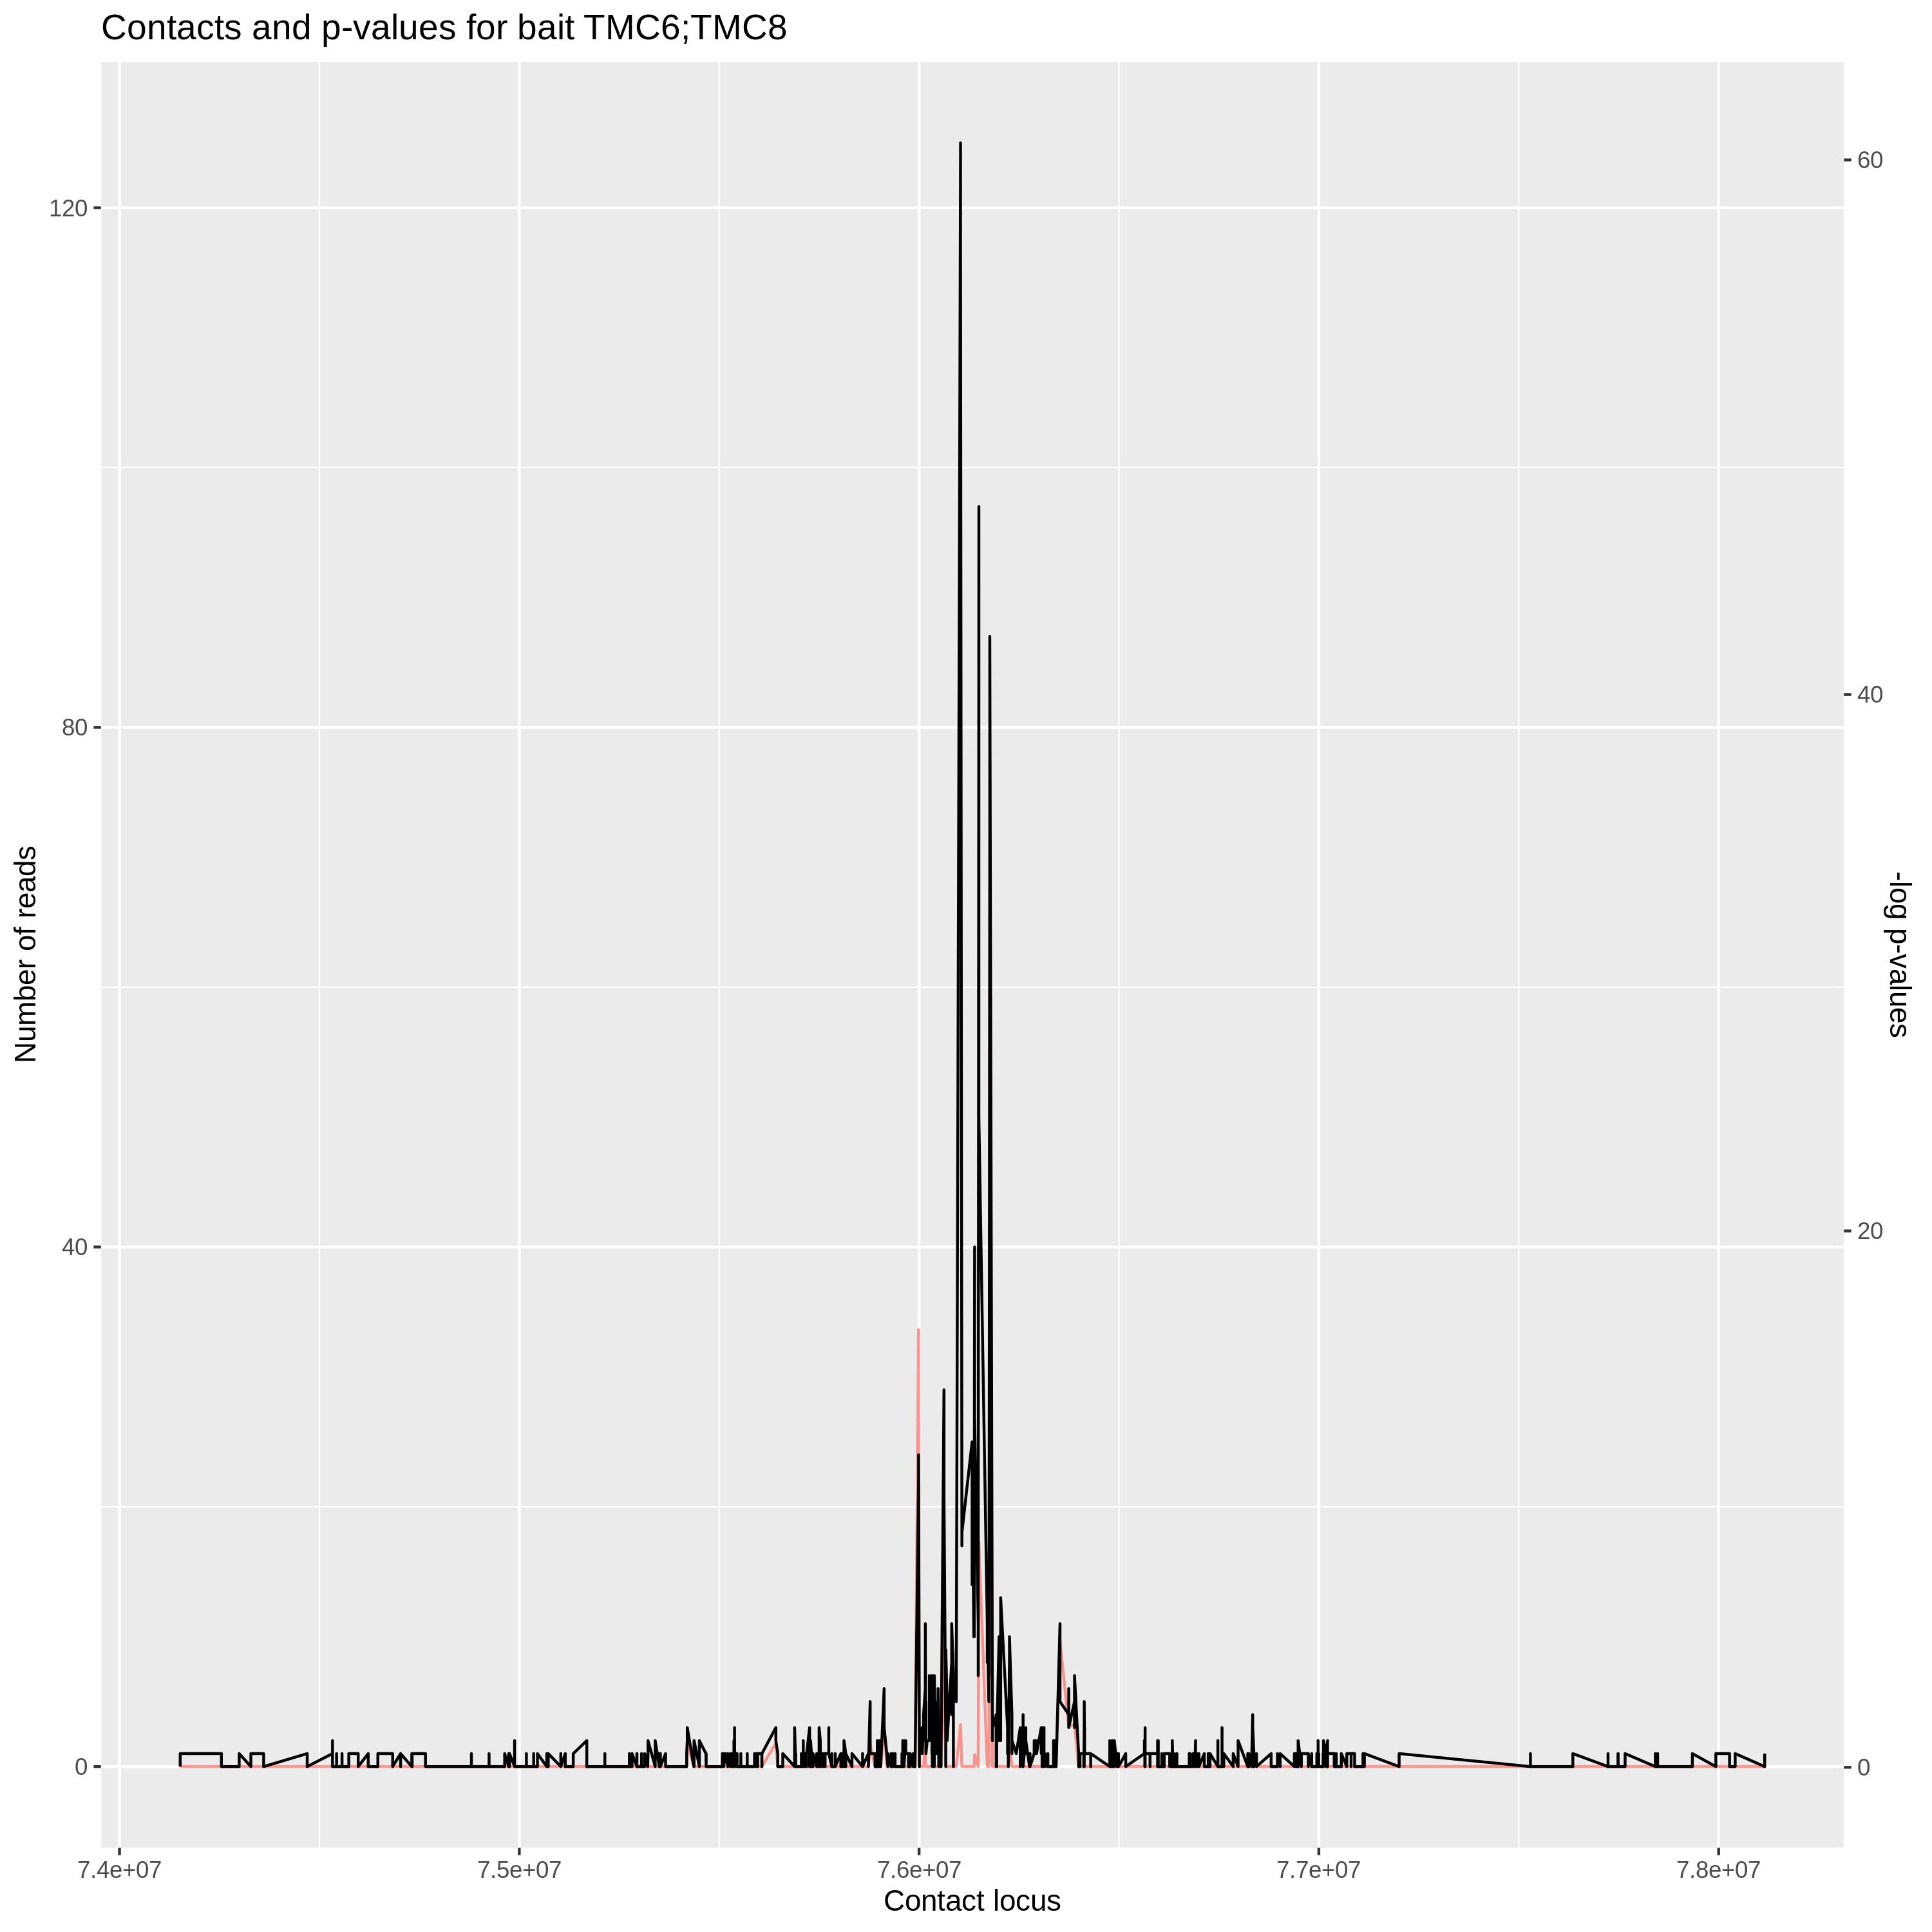 Contacts and p-values for bait TMC6;TMC8
120
80
40
0
Number of reads
60
40
20
0
-log p-values
7.4e+07
7.5e+07
7.6e+07
7.7e+07
7.8e+07
Contact locus